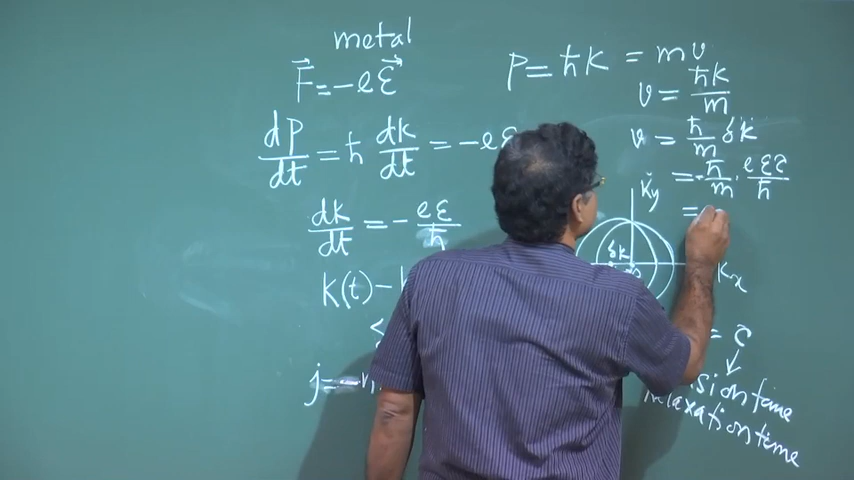 metal
F⃗ = -eℰ⃗
dP/dt = ħ dk/dt = -eℰ
dk/dt = - eℰ/ħ
k(t) -
j = -n
P = ħk = mv
v = ħk/m
v = ħ/m δk
= - ħ/m · eℰτ/ħ
=
ky
δk
kx
= τ
sion time
relaxation time